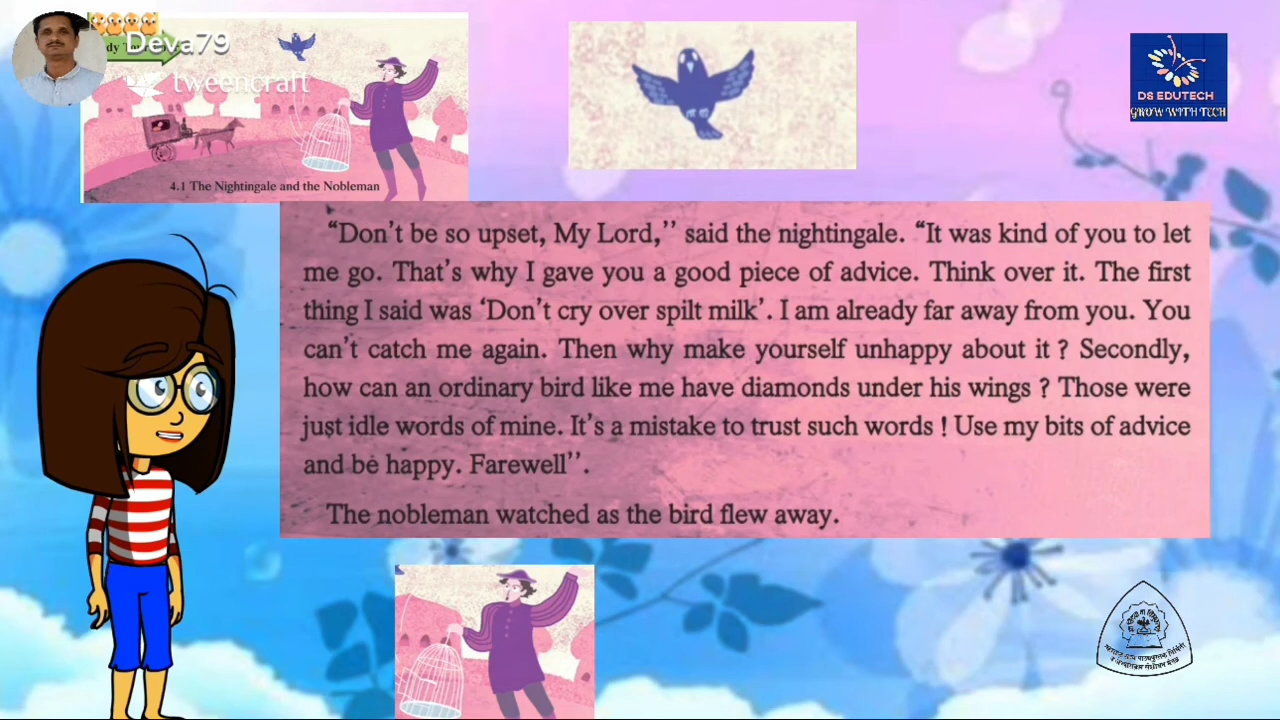 dy To
Deva79
tweencraft
4.1 The Nightingale and the Nobleman
DS EDUTECH
GROW WITH TECH
“Don’t be so upset, My Lord,’’ said the nightingale. “It was kind of you to let
me go. That’s why I gave you a good piece of advice. Think over it. The first
thing I said was ‘Don’t cry over spilt milk’. I am already far away from you. You
can’t catch me again. Then why make yourself unhappy about it ? Secondly,
how can an ordinary bird like me have diamonds under his wings ? Those were
just idle words of mine. It’s a mistake to trust such words ! Use my bits of advice
and be happy. Farewell’’.
The nobleman watched as the bird flew away.